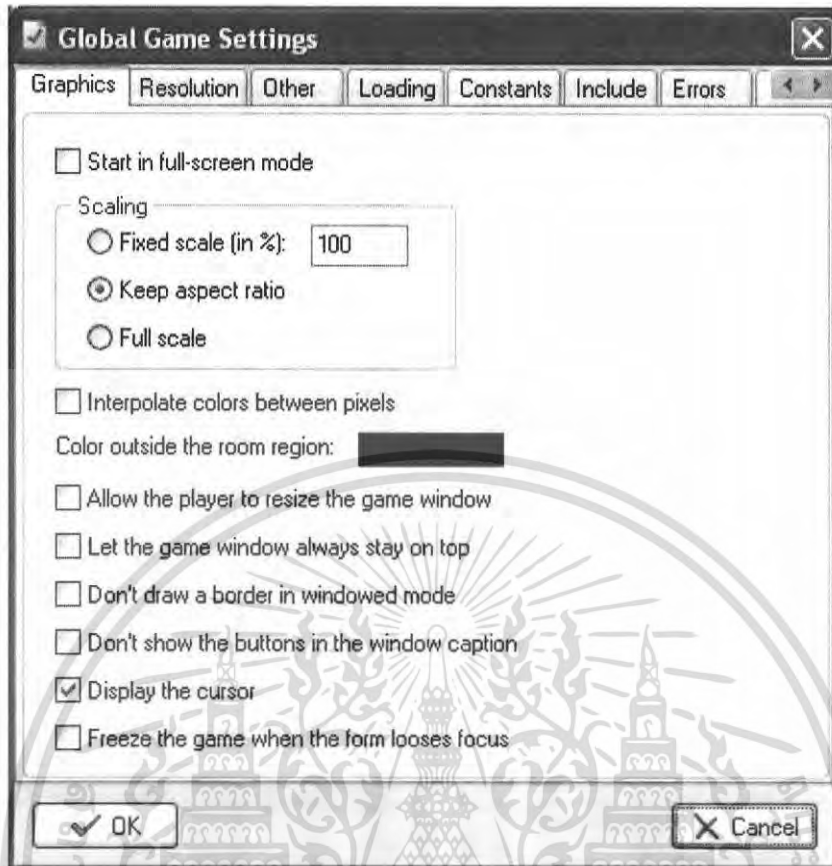 Global Game Settings
Graphics Resolution Other Loading Constants Include Errors
Start in full-screen mode
Scaling
Fixed scale (in %): 100
Keep aspect ratio
Full scale
Interpolate colors between pixels
Color outside the room region:
Allow the player to resize the game window
Let the game window always stay on top
Don't draw a border in windowed mode
Don't show the buttons in the window caption
Display the cursor
Freeze the game when the form looses focus
OK Cancel